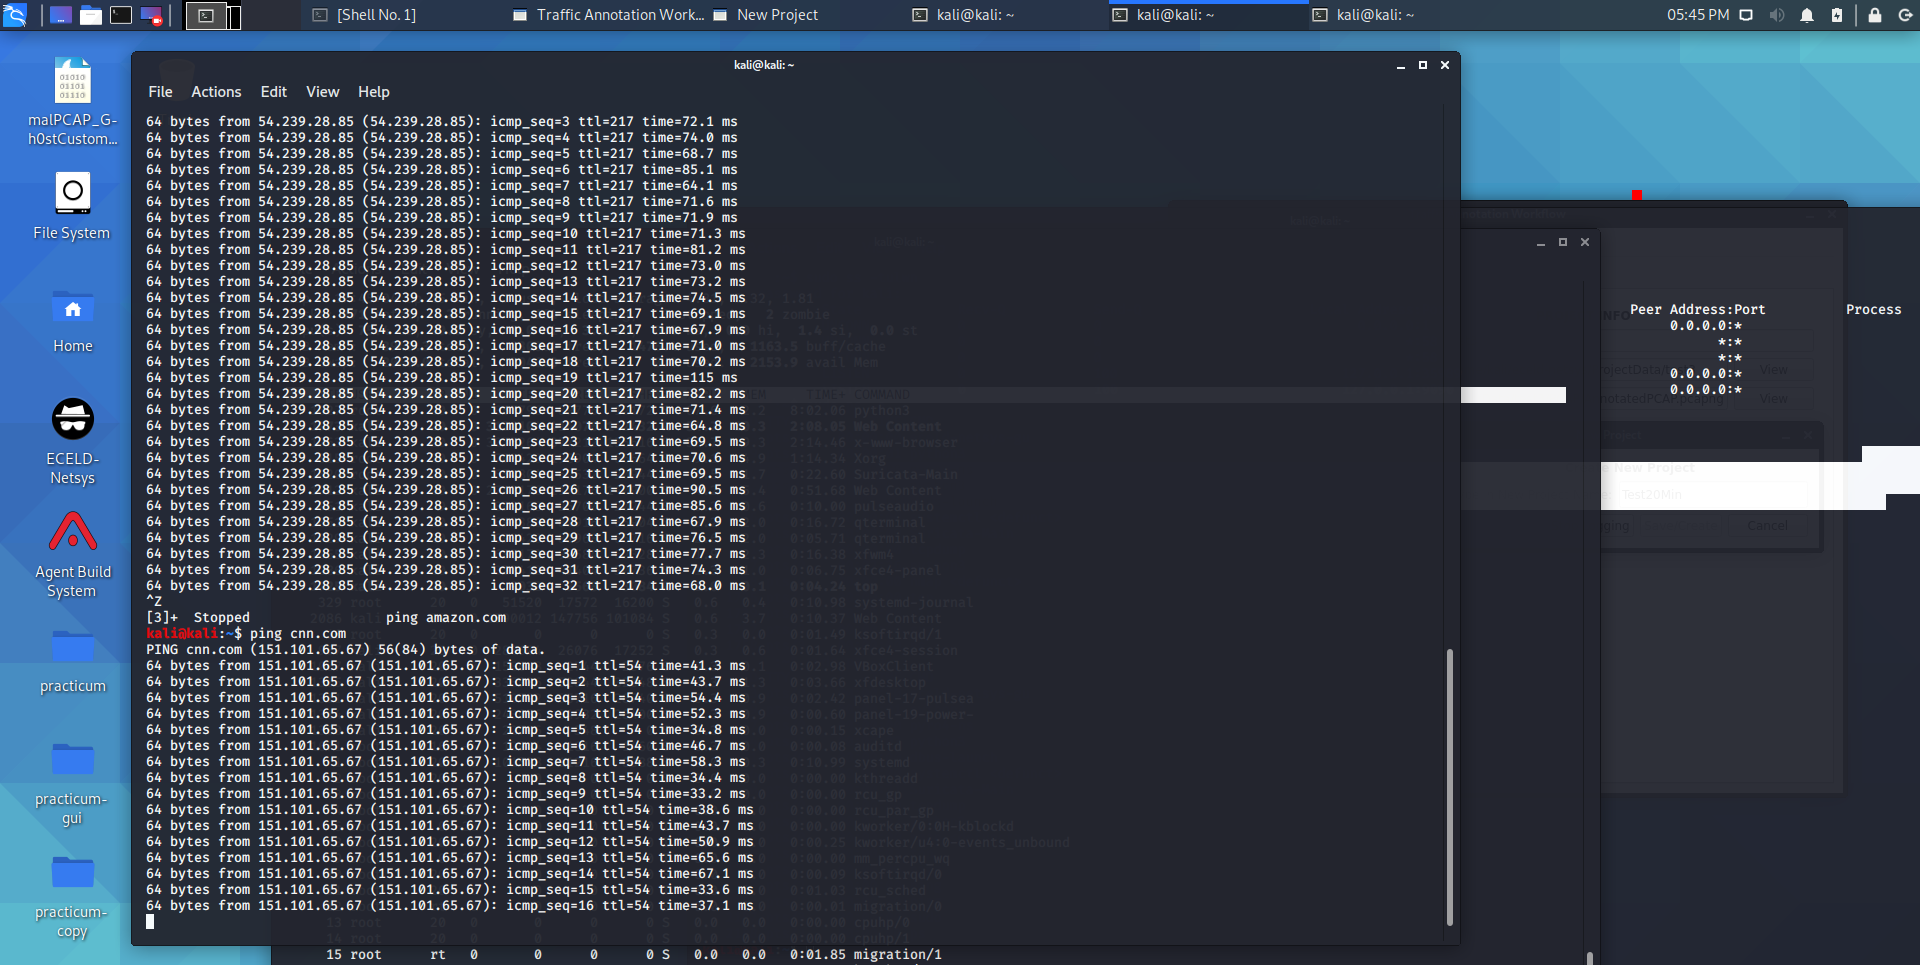 [Shell No. 1]
Traffic Annotation Work...
New Project
kali@kali: ~
kali@kali: ~
kali@kali: ~
05:45 PM
malPCAP_G-
h0stCustom...
File System
Home
ECELD-
Netsys
Agent Build
System
practicum
practicum-
gui
practicum-
copy
kali@kali: ~
File Actions Edit View Help
64 bytes from 54.239.28.85 (54.239.28.85): icmp_seq=3 ttl=217 time=72.1 ms
64 bytes from 54.239.28.85 (54.239.28.85): icmp_seq=4 ttl=217 time=74.0 ms
64 bytes from 54.239.28.85 (54.239.28.85): icmp_seq=5 ttl=217 time=68.7 ms
64 bytes from 54.239.28.85 (54.239.28.85): icmp_seq=6 ttl=217 time=85.1 ms
64 bytes from 54.239.28.85 (54.239.28.85): icmp_seq=7 ttl=217 time=64.1 ms
64 bytes from 54.239.28.85 (54.239.28.85): icmp_seq=8 ttl=217 time=71.6 ms
64 bytes from 54.239.28.85 (54.239.28.85): icmp_seq=9 ttl=217 time=71.9 ms
64 bytes from 54.239.28.85 (54.239.28.85): icmp_seq=10 ttl=217 time=71.3 ms
64 bytes from 54.239.28.85 (54.239.28.85): icmp_seq=11 ttl=217 time=81.2 ms
64 bytes from 54.239.28.85 (54.239.28.85): icmp_seq=12 ttl=217 time=73.0 ms
64 bytes from 54.239.28.85 (54.239.28.85): icmp_seq=13 ttl=217 time=73.2 ms
64 bytes from 54.239.28.85 (54.239.28.85): icmp_seq=14 ttl=217 time=74.5 ms
64 bytes from 54.239.28.85 (54.239.28.85): icmp_seq=15 ttl=217 time=69.1 ms
64 bytes from 54.239.28.85 (54.239.28.85): icmp_seq=16 ttl=217 time=67.9 ms
64 bytes from 54.239.28.85 (54.239.28.85): icmp_seq=17 ttl=217 time=71.0 ms
64 bytes from 54.239.28.85 (54.239.28.85): icmp_seq=18 ttl=217 time=70.2 ms
64 bytes from 54.239.28.85 (54.239.28.85): icmp_seq=19 ttl=217 time=115 ms
64 bytes from 54.239.28.85 (54.239.28.85): icmp_seq=20 ttl=217 time=82.2 ms
64 bytes from 54.239.28.85 (54.239.28.85): icmp_seq=21 ttl=217 time=71.4 ms
64 bytes from 54.239.28.85 (54.239.28.85): icmp_seq=22 ttl=217 time=64.8 ms
64 bytes from 54.239.28.85 (54.239.28.85): icmp_seq=23 ttl=217 time=69.5 ms
64 bytes from 54.239.28.85 (54.239.28.85): icmp_seq=24 ttl=217 time=70.6 ms
64 bytes from 54.239.28.85 (54.239.28.85): icmp_seq=25 ttl=217 time=69.5 ms
64 bytes from 54.239.28.85 (54.239.28.85): icmp_seq=26 ttl=217 time=90.5 ms
64 bytes from 54.239.28.85 (54.239.28.85): icmp_seq=27 ttl=217 time=85.6 ms
64 bytes from 54.239.28.85 (54.239.28.85): icmp_seq=28 ttl=217 time=67.9 ms
64 bytes from 54.239.28.85 (54.239.28.85): icmp_seq=29 ttl=217 time=76.5 ms
64 bytes from 54.239.28.85 (54.239.28.85): icmp_seq=30 ttl=217 time=77.7 ms
64 bytes from 54.239.28.85 (54.239.28.85): icmp_seq=31 ttl=217 time=74.3 ms
64 bytes from 54.239.28.85 (54.239.28.85): icmp_seq=32 ttl=217 time=68.0 ms
^Z
[3]+ Stopped ping amazon.com
kali@kali:~$ ping cnn.com
PING cnn.com (151.101.65.67) 56(84) bytes of data.
64 bytes from 151.101.65.67 (151.101.65.67): icmp_seq=1 ttl=54 time=41.3 ms
64 bytes from 151.101.65.67 (151.101.65.67): icmp_seq=2 ttl=54 time=43.7 ms
64 bytes from 151.101.65.67 (151.101.65.67): icmp_seq=3 ttl=54 time=54.4 ms
64 bytes from 151.101.65.67 (151.101.65.67): icmp_seq=4 ttl=54 time=52.3 ms
64 bytes from 151.101.65.67 (151.101.65.67): icmp_seq=5 ttl=54 time=34.8 ms
64 bytes from 151.101.65.67 (151.101.65.67): icmp_seq=6 ttl=54 time=46.7 ms
64 bytes from 151.101.65.67 (151.101.65.67): icmp_seq=7 ttl=54 time=58.3 ms
64 bytes from 151.101.65.67 (151.101.65.67): icmp_seq=8 ttl=54 time=34.4 ms
64 bytes from 151.101.65.67 (151.101.65.67): icmp_seq=9 ttl=54 time=33.2 ms
64 bytes from 151.101.65.67 (151.101.65.67): icmp_seq=10 ttl=54 time=38.6 ms
64 bytes from 151.101.65.67 (151.101.65.67): icmp_seq=11 ttl=54 time=43.7 ms
64 bytes from 151.101.65.67 (151.101.65.67): icmp_seq=12 ttl=54 time=50.9 ms
64 bytes from 151.101.65.67 (151.101.65.67): icmp_seq=13 ttl=54 time=65.6 ms
64 bytes from 151.101.65.67 (151.101.65.67): icmp_seq=14 ttl=54 time=67.1 ms
64 bytes from 151.101.65.67 (151.101.65.67): icmp_seq=15 ttl=54 time=33.6 ms
64 bytes from 151.101.65.67 (151.101.65.67): icmp_seq=16 ttl=54 time=37.1 ms
15 root rt 0 0 0 0 S 0.0 0.0 0:01.85 migration/1
Peer Address:Port Process
0.0.0.0:*
*:*
*:*
0.0.0.0:*
0.0.0.0:*
View
View
New Project
Test20Min
Cancel